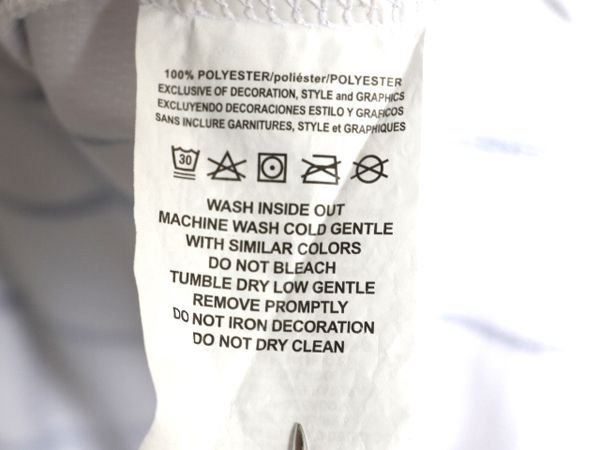 100% POLYESTER/poliéster/POLYESTER
EXCLUSIVE OF DECORATION, STYLE and GRAPHICS
EXCLUYENDO DECORACIONES ESTILO Y GRAFICOS
SANS INCLURE GARNITURES, STYLE et GRAPHIQUES
30
WASH INSIDE OUT
MACHINE WASH COLD GENTLE
WITH SIMILAR COLORS
DO NOT BLEACH
TUMBLE DRY LOW GENTLE
REMOVE PROMPTLY
DO NOT IRON DECORATION
DO NOT DRY CLEAN